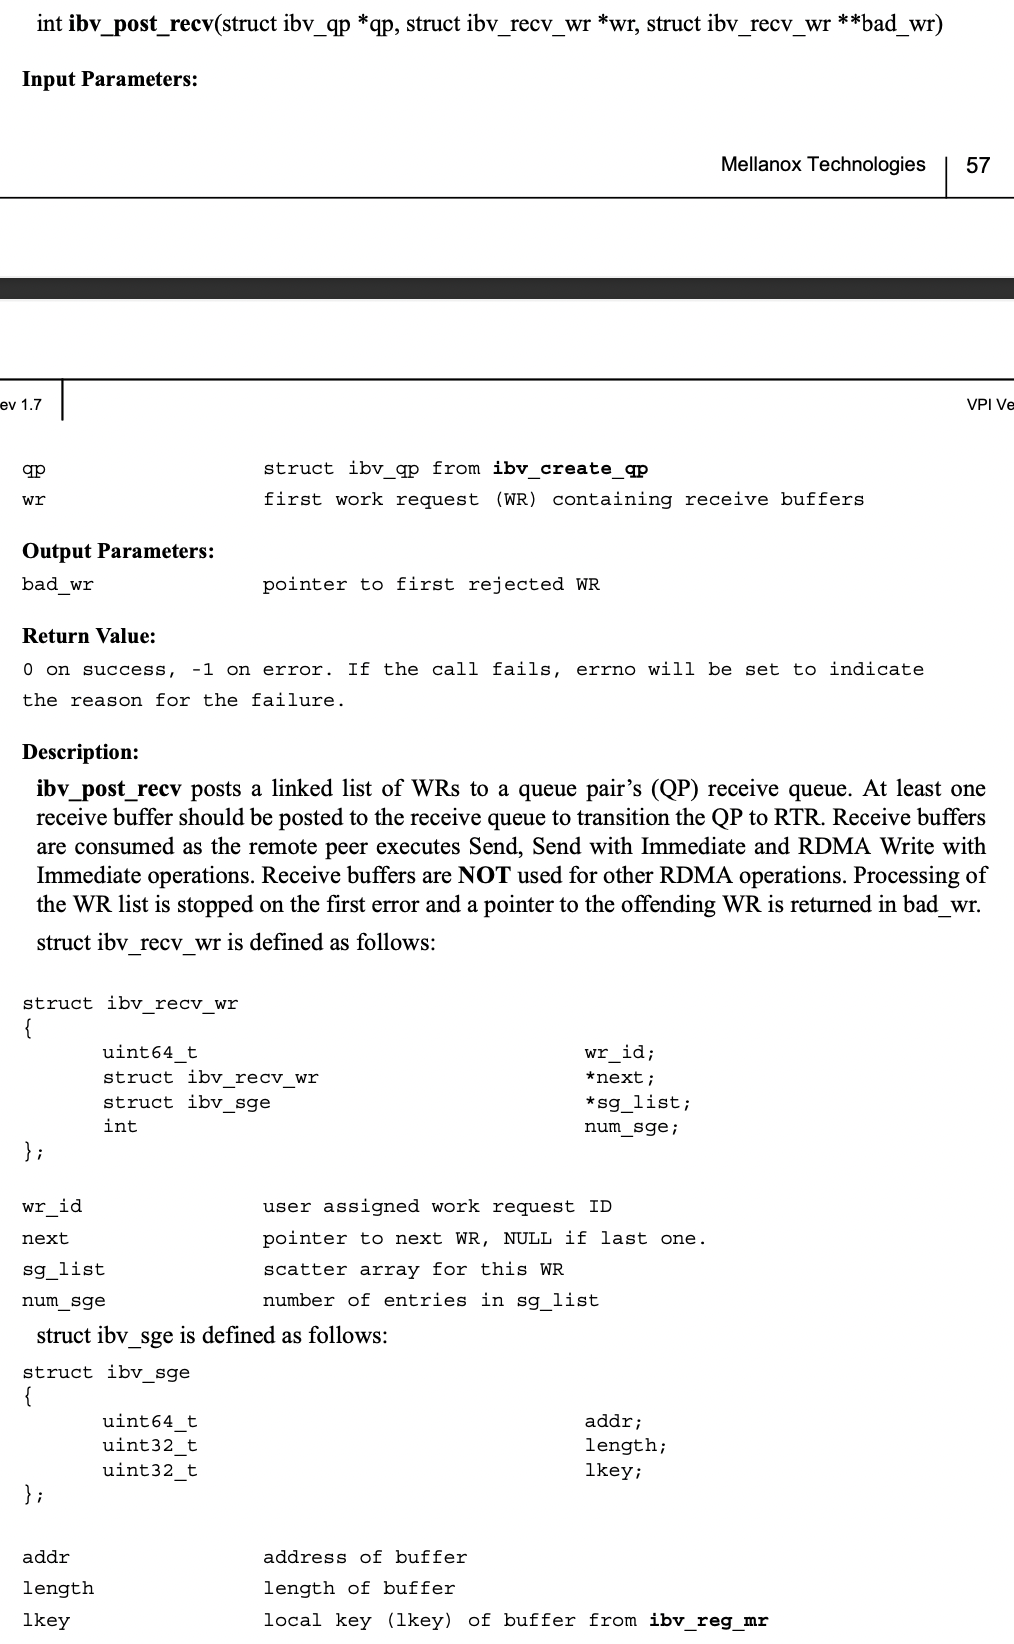 int ibv_post_recv(struct ibv_qp *qp, struct ibv_recv_wr *wr, struct ibv_recv_wr **bad_wr)
Input Parameters:
Mellanox Technologies 57
ev 1.7 VPI Ve
qp struct ibv_qp from ibv_create_qp
wr first work request (WR) containing receive buffers
Output Parameters:
bad_wr pointer to first rejected WR
Return Value:
0 on success, -1 on error. If the call fails, errno will be set to indicate
the reason for the failure.
Description:
ibv_post_recv posts a linked list of WRs to a queue pair’s (QP) receive queue. At least one
receive buffer should be posted to the receive queue to transition the QP to RTR. Receive buffers
are consumed as the remote peer executes Send, Send with Immediate and RDMA Write with
Immediate operations. Receive buffers are NOT used for other RDMA operations. Processing of
the WR list is stopped on the first error and a pointer to the offending WR is returned in bad_wr.
struct ibv_recv_wr is defined as follows:
struct ibv_recv_wr
{
uint64_t wr_id;
struct ibv_recv_wr *next;
struct ibv_sge *sg_list;
int num_sge;
};
wr_id user assigned work request ID
next pointer to next WR, NULL if last one.
sg_list scatter array for this WR
num_sge number of entries in sg_list
struct ibv_sge is defined as follows:
struct ibv_sge
{
uint64_t addr;
uint32_t length;
uint32_t lkey;
};
addr address of buffer
length length of buffer
lkey local key (lkey) of buffer from ibv_reg_mr